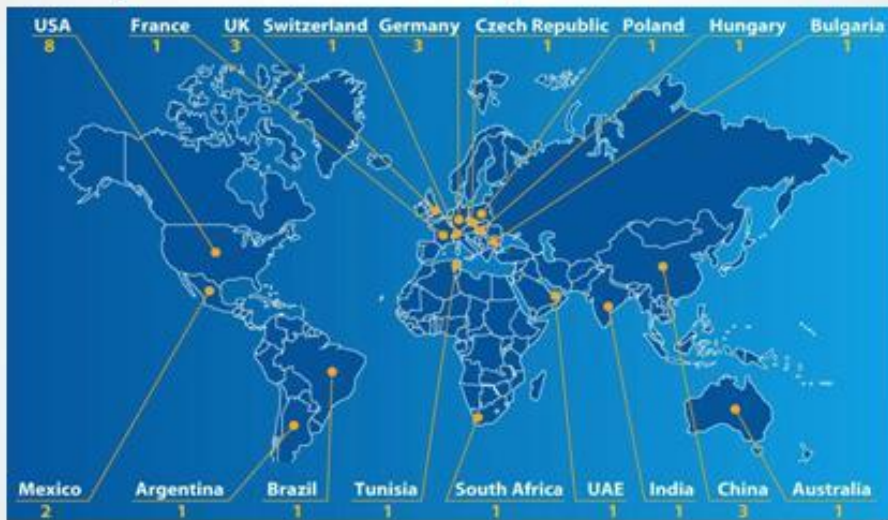 USA France UK Switzerland Germany Czech Republic Poland Hungary Bulgaria
8 1 3 1 3 1 1 1 1
Mexico Argentina Brazil Tunisia South Africa UAE India China Australia
2 1 1 1 1 1 1 3 1